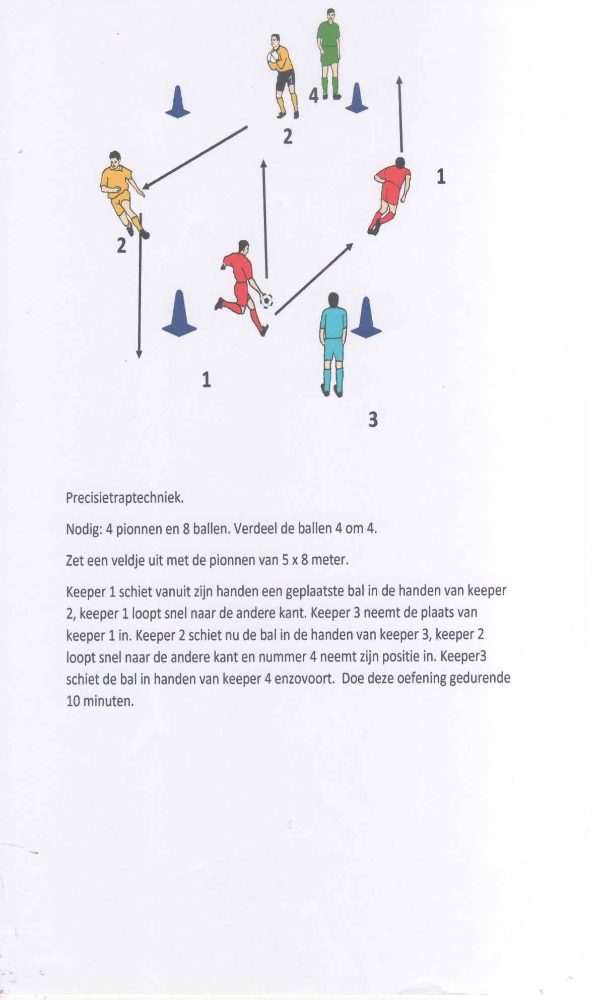 1
4
2
1
2
1
3
Precisietraptechniek.
Nodig: 4 pionnen en 8 ballen. Verdeel de ballen 4 om 4.
Zet een veldje uit met de pionnen van 5 x 8 meter.
Keeper 1 schiet vanuit zijn handen een geplaatste bal in de handen van keeper
2, keeper 1 loopt snel naar de andere kant. Keeper 3 neemt de plaats van
keeper 1 in. Keeper 2 schiet nu de bal in de handen van keeper 3, keeper 2
loopt snel naar de andere kant en nummer 4 neemt zijn positie in. Keeper3
schiet de bal in handen van keeper 4 enzovoort.  Doe deze oefening gedurende
10 minuten.